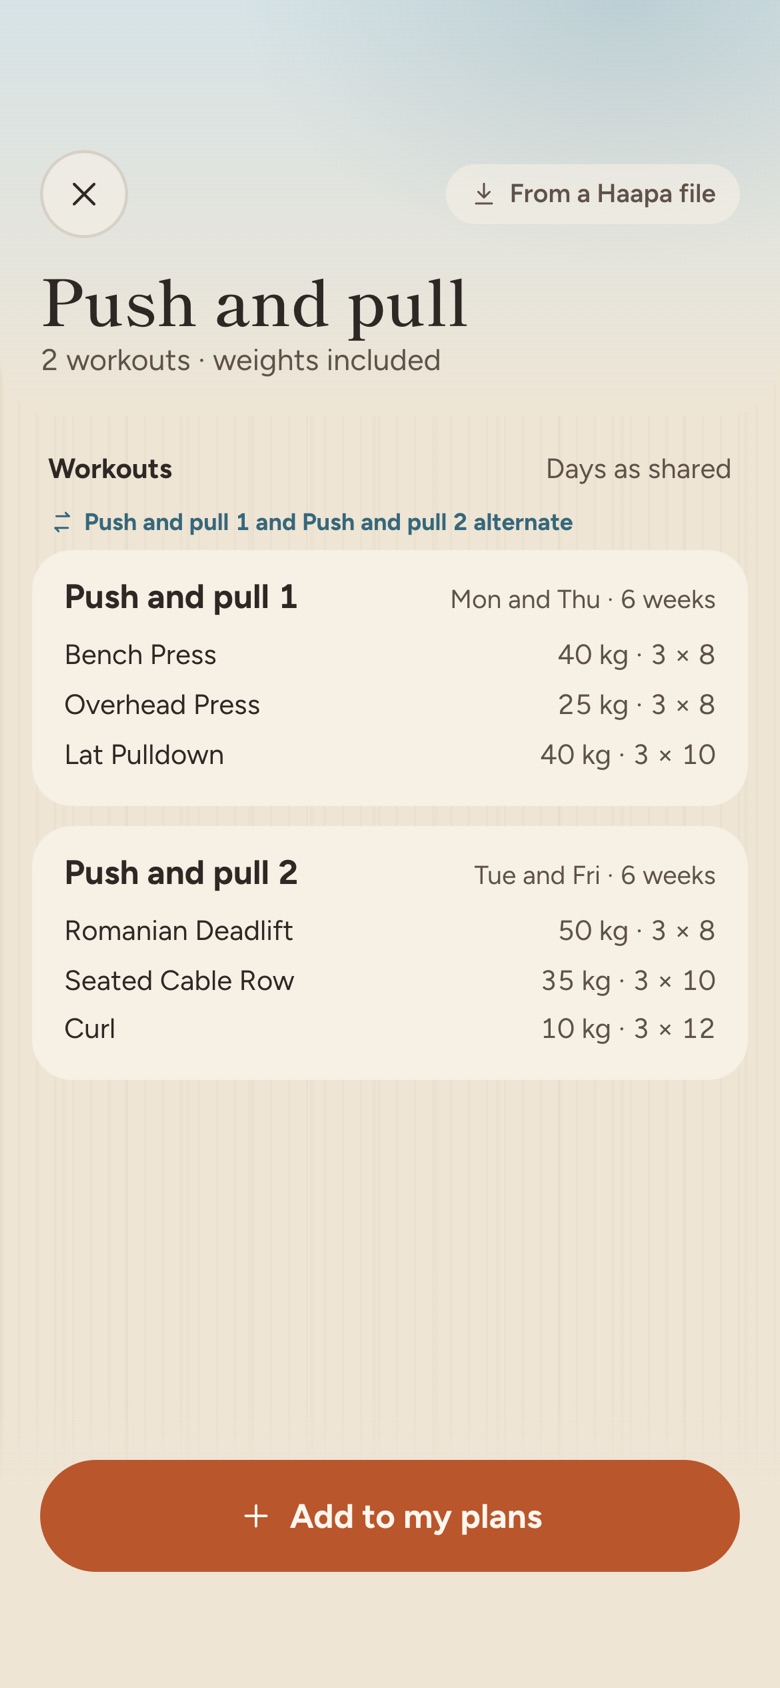 From a Haapa file
Push and pull
2 workouts · weights included
Workouts Days as shared
Push and pull 1 and Push and pull 2 alternate
Push and pull 1 Mon and Thu · 6 weeks
Bench Press 40 kg · 3 × 8
Overhead Press 25 kg · 3 × 8
Lat Pulldown 40 kg · 3 × 10
Push and pull 2 Tue and Fri · 6 weeks
Romanian Deadlift 50 kg · 3 × 8
Seated Cable Row 35 kg · 3 × 10
Curl 10 kg · 3 × 12
+ Add to my plans